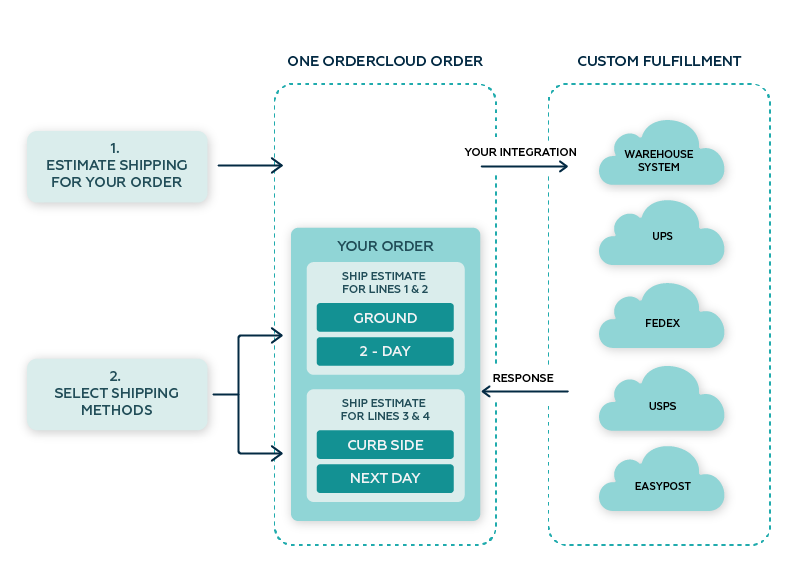 ONE ORDERCLOUD ORDER
CUSTOM FULFILLMENT
1.
ESTIMATE SHIPPING
FOR YOUR ORDER
YOUR INTEGRATION
WAREHOUSE
SYSTEM
UPS
FEDEX
USPS
EASYPOST
YOUR ORDER
SHIP ESTIMATE
FOR LINES 1 & 2
GROUND
2 - DAY
RESPONSE
2.
SELECT SHIPPING
METHODS
SHIP ESTIMATE
FOR LINES 3 & 4
CURB SIDE
NEXT DAY